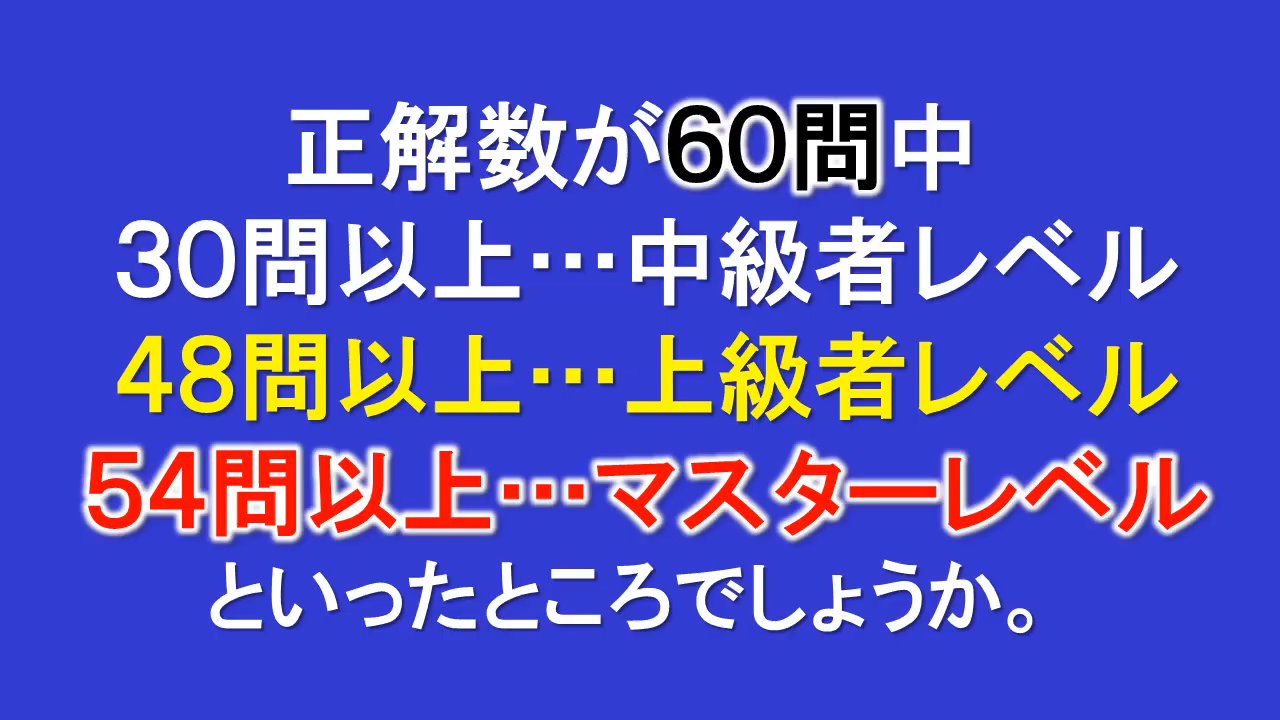 正解数が60問中
30問以上…中級者レベル
48問以上…上級者レベル
54問以上…マスターレベル
といったところでしょうか。